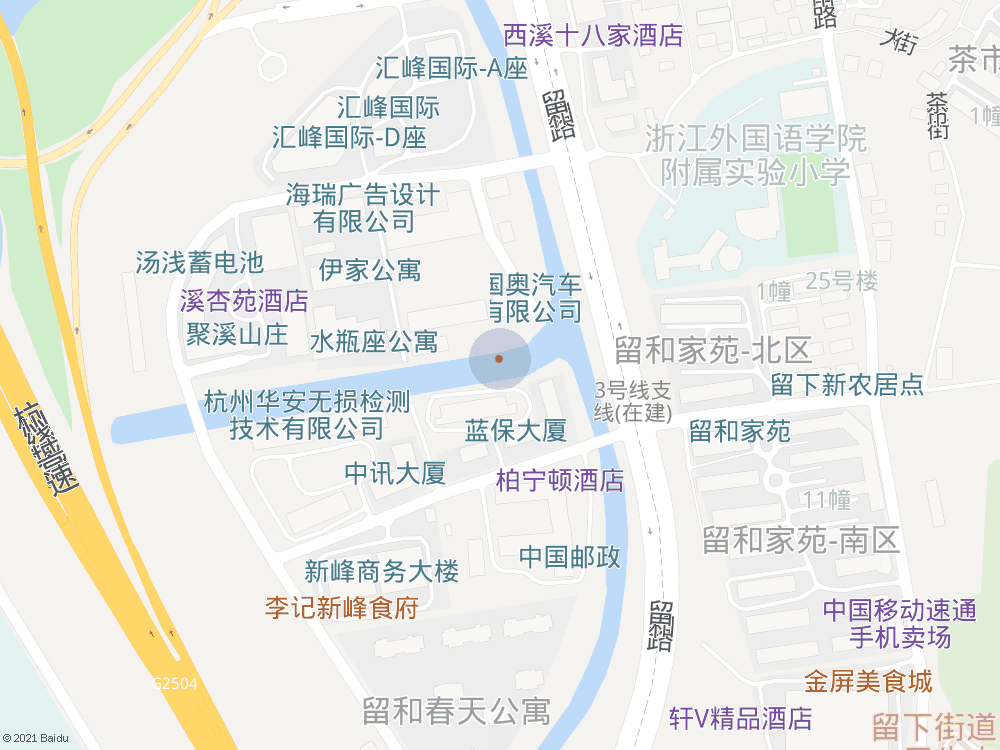 西溪十八家酒店
留和路
大街
茶市
茶市街
1幢
汇峰国际-A座
汇峰国际
汇峰国际-D座
浙江外国语学院
附属实验小学
海瑞广告设计
有限公司
汤浅蓄电池
伊家公寓
国奥汽车
有限公司
溪杏苑酒店
聚溪山庄
水瓶座公寓
1幢
25号楼
留和家苑-北区
3号线支
线(在建)
留下新农居点
杭州华安无损检测
技术有限公司
蓝保大厦
留和家苑
中讯大厦
柏宁顿酒店
11幢
留和家苑-南区
新峰商务大楼
中国邮政
李记新峰食府
留和路
中国移动速通
手机卖场
G2504
金屏美食城
留和春天公寓
轩V精品酒店
留下街道
© 2021 Baidu